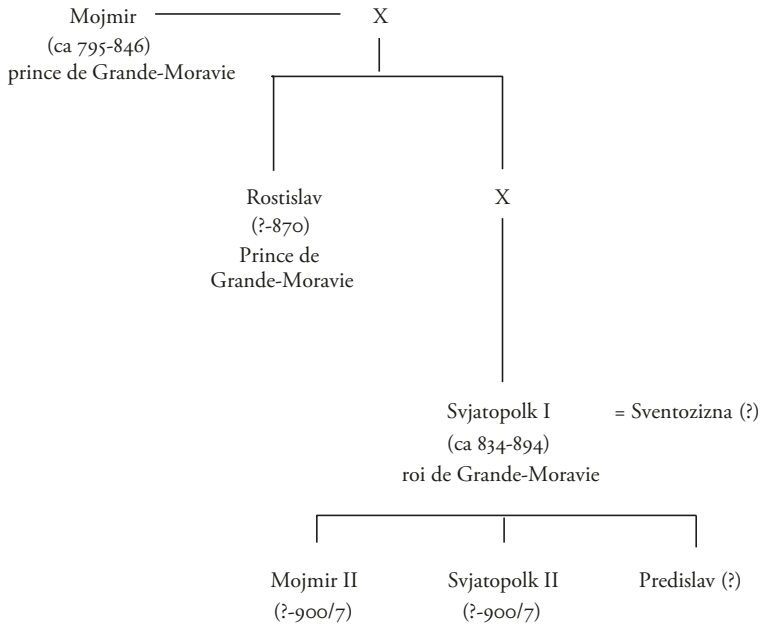 Mojmir X
(ca 795-846)
prince de Grande-Moravie
Rostislav X
(?-870)
Prince de
Grande-Moravie
Svjatopolk I = Sventozizna (?)
(ca 834-894)
roi de Grande-Moravie
Mojmir II Svjatopolk II Predislav (?)
(?-900/7) (?-900/7)